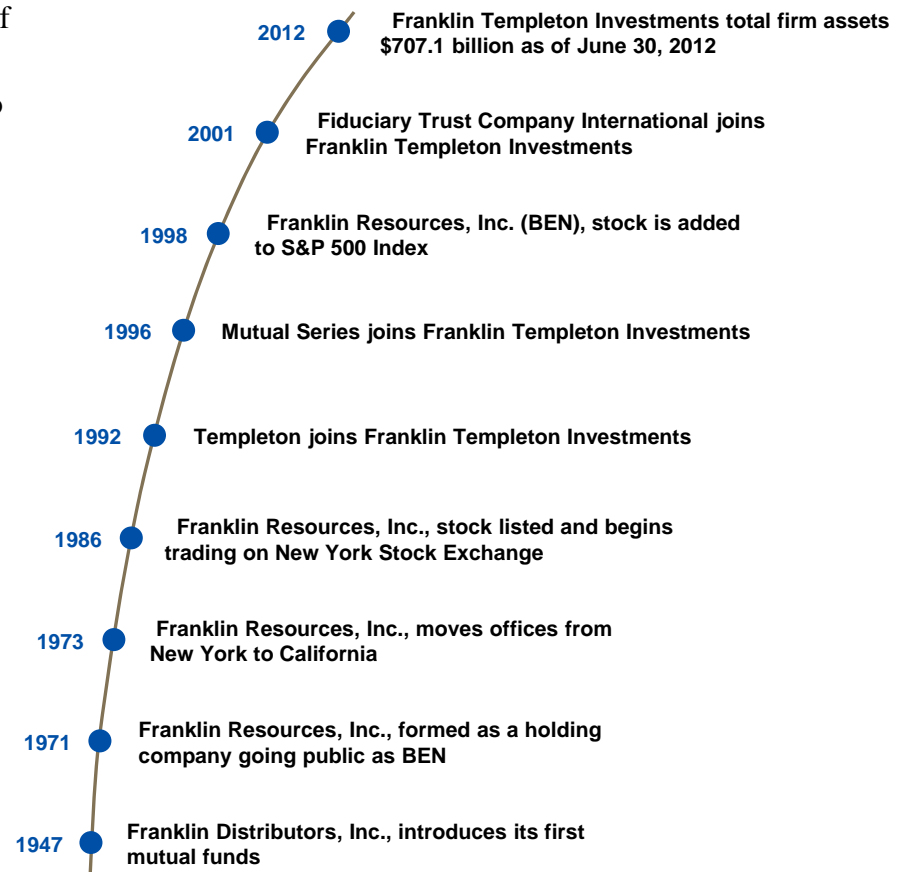 f
2012
Franklin Templeton Investments total firm assets
$707.1 billion as of June 30, 2012
2001
Fiduciary Trust Company International joins
Franklin Templeton Investments
1998
Franklin Resources, Inc. (BEN), stock is added
to S&P 500 Index
1996
Mutual Series joins Franklin Templeton Investments
1992
Templeton joins Franklin Templeton Investments
1986
Franklin Resources, Inc., stock listed and begins
trading on New York Stock Exchange
1973
Franklin Resources, Inc., moves offices from
New York to California
1971
Franklin Resources, Inc., formed as a holding
company going public as BEN
1947
Franklin Distributors, Inc., introduces its first
mutual funds